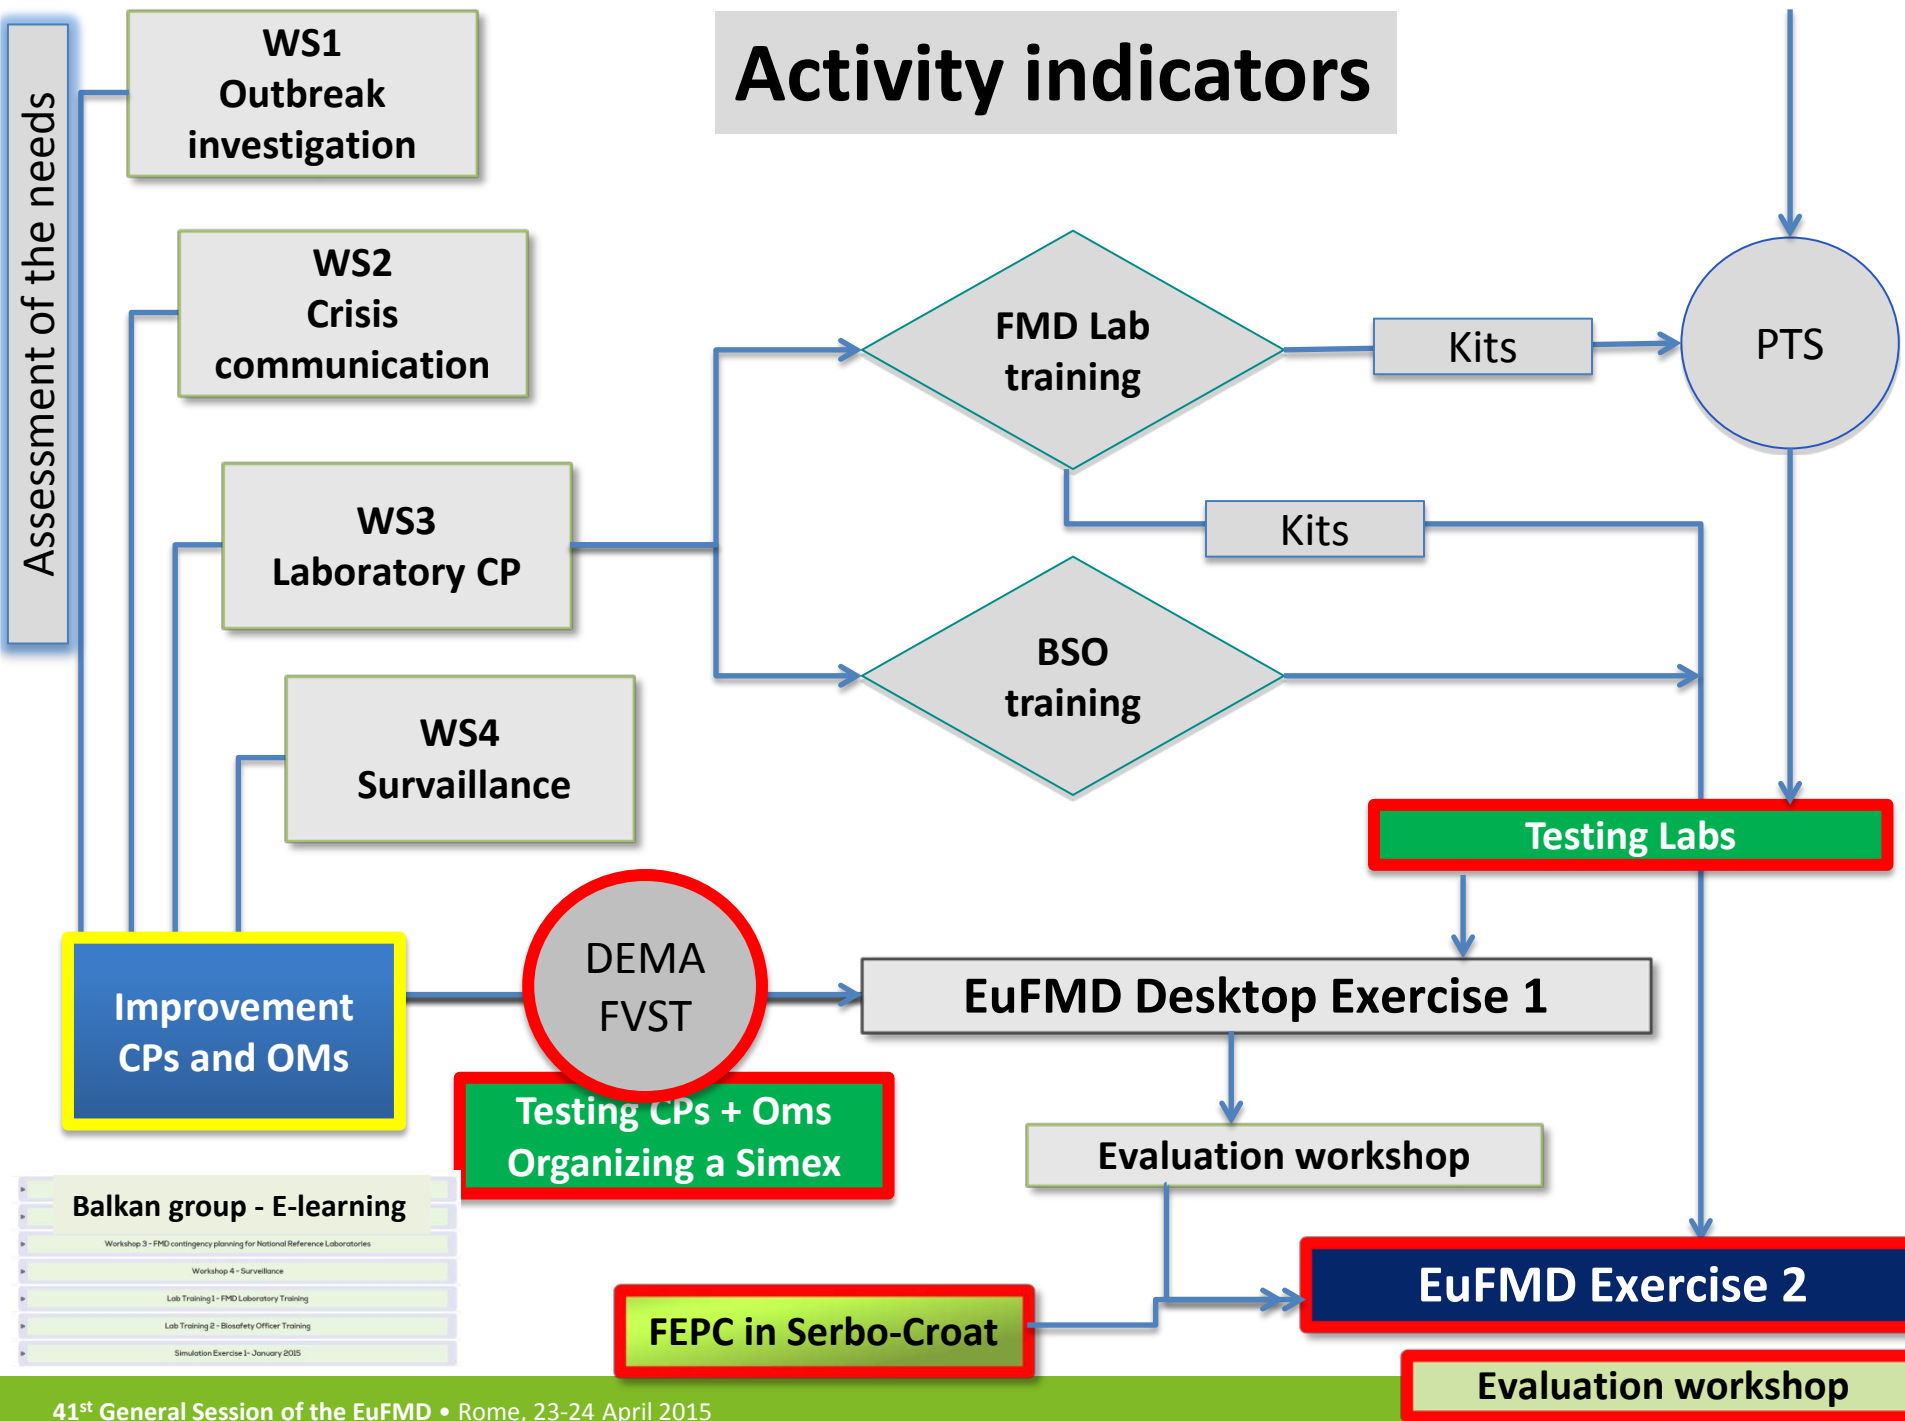 Activity indicators
Assessment of the needs
WS1
Outbreak
investigation
WS2
Crisis
communication
WS3
Laboratory CP
WS4
Survaillance
FMD Lab
training
Kits
PTS
Kits
BSO
training
Testing Labs
Improvement
CPs and OMs
DEMA
FVST
Testing CPs + Oms
Organizing a Simex
EuFMD Desktop Exercise 1
Evaluation workshop
Balkan group - E-learning
Workshop 3 - FMD contingency planning for National Reference Laboratories
Workshop 4 - Surveillance
Lab Training 1 - FMD Laboratory Training
Lab Training 2 - Biosafety Officer Training
Simulation Exercise 1- January 2015
FEPC in Serbo-Croat
EuFMD Exercise 2
Evaluation workshop
41st General Session of the EuFMD • Rome, 23-24 April 2015